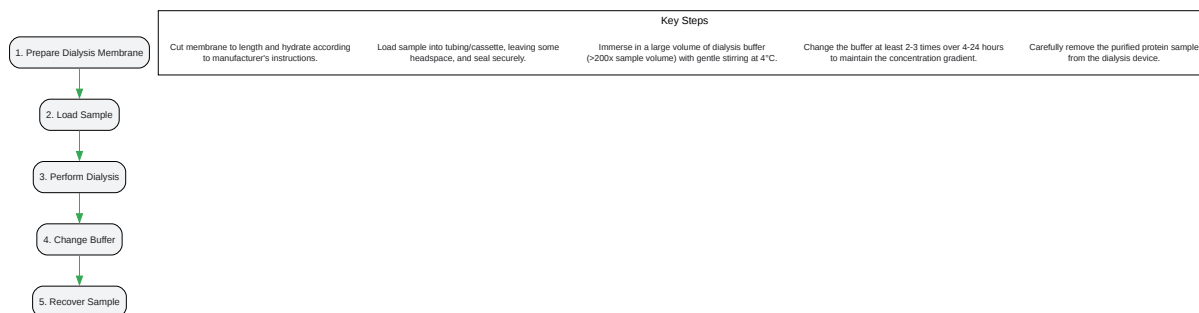 Key Steps
1. Prepare Dialysis Membrane
Cut membrane to length and hydrate according
to manufacturer's instructions.
Load sample into tubing/cassette, leaving some
headspace, and seal securely.
Immerse in a large volume of dialysis buffer
(>200x sample volume) with gentle stirring at 4°C.
Change the buffer at least 2-3 times over 4-24 hours
to maintain the concentration gradient.
Carefully remove the purified protein sample
from the dialysis device.
2. Load Sample
3. Perform Dialysis
4. Change Buffer
5. Recover Sample